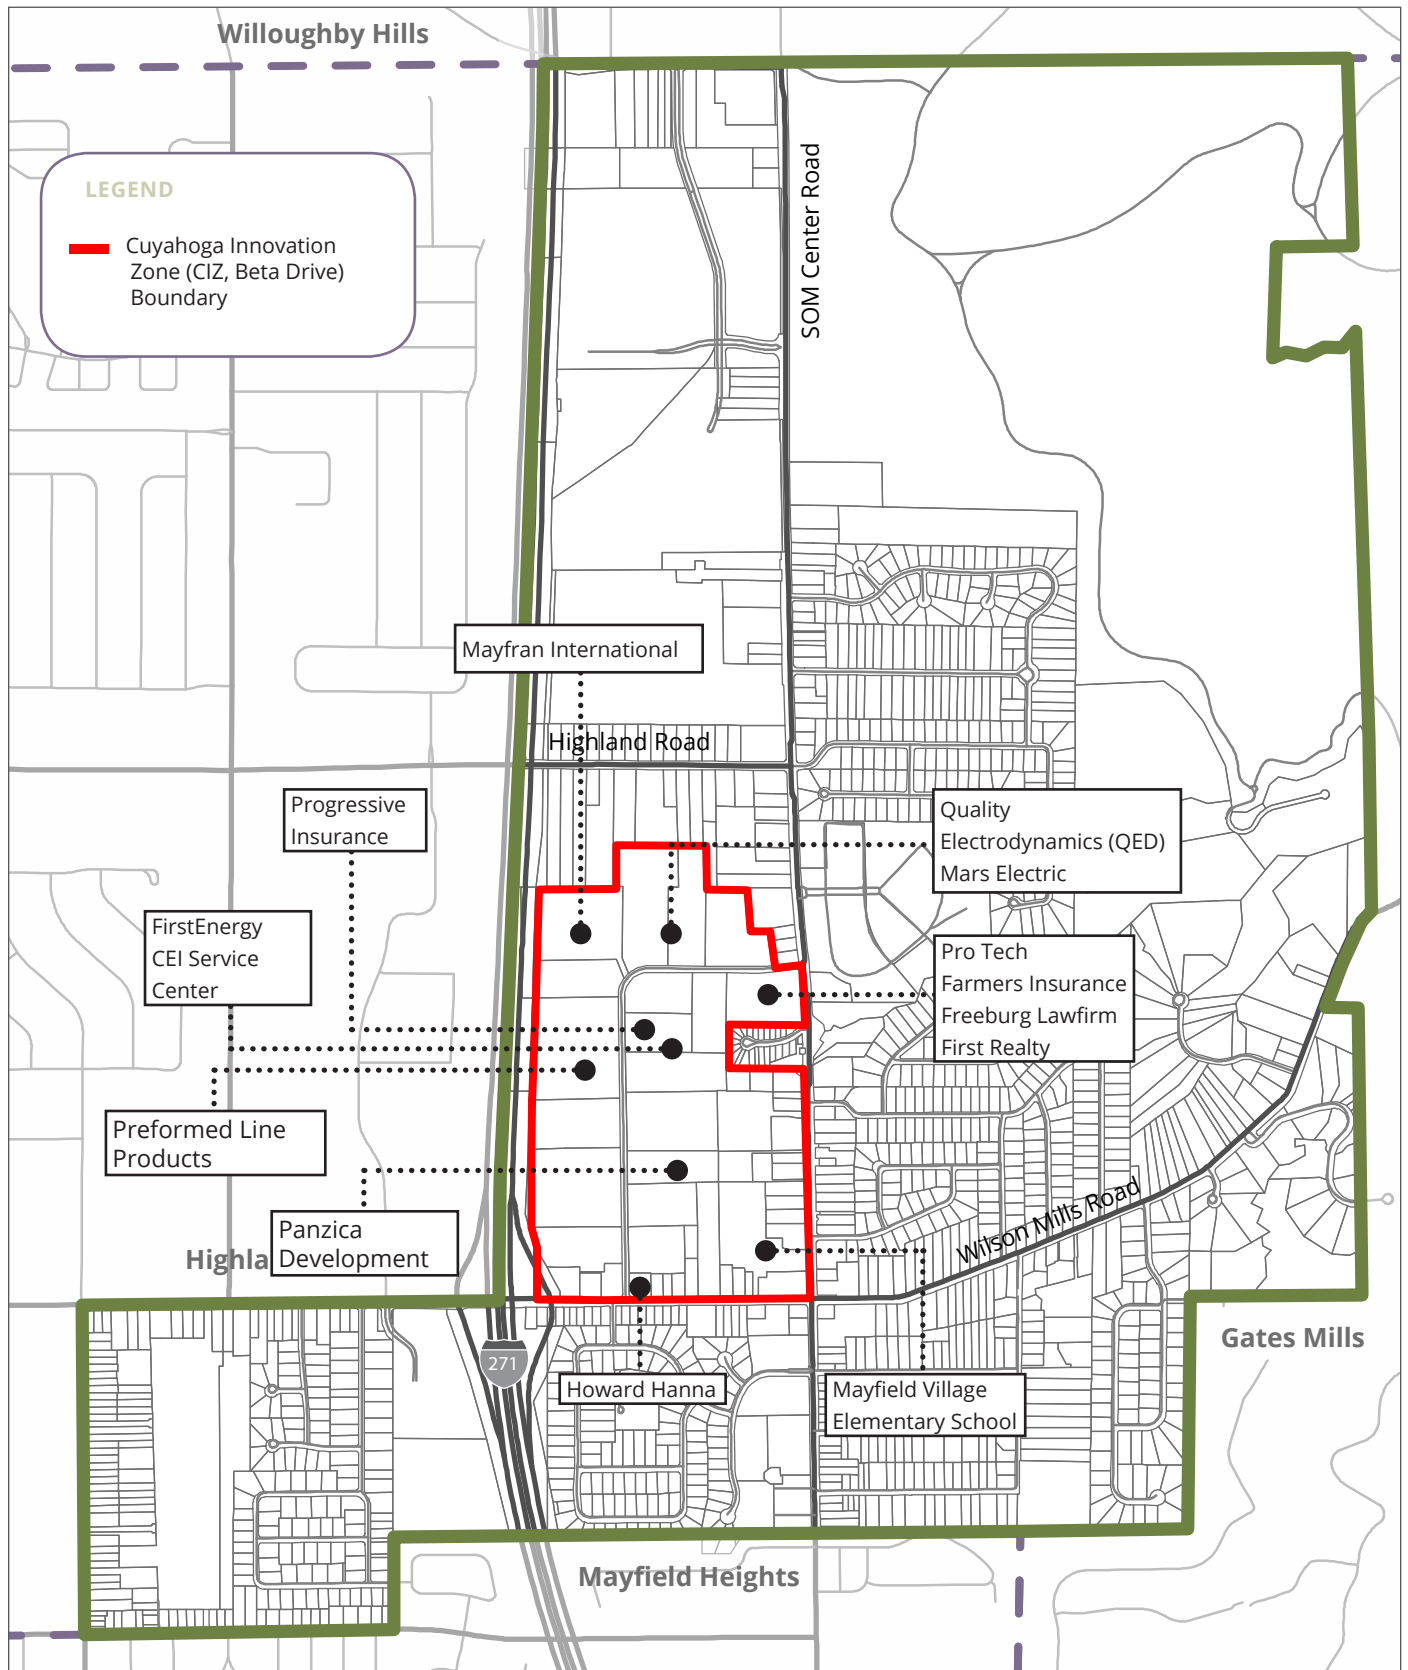 Willoughby Hills
LEGEND
Cuyahoga Innovation
Zone (CIZ, Beta Drive)
Boundary
SOM Center Road
Mayfran International
Highland Road
Progressive
Insurance
Quality
Electrodynamics (QED)
Mars Electric
FirstEnergy
CEI Service
Center
Pro Tech
Farmers Insurance
Freeburg Lawfirm
First Realty
Preformed Line
Products
Wilson Mills Road
Panzica
Development
Highla
Gates Mills
271
Howard Hanna
Mayfield Village
Elementary School
Mayfield Heights